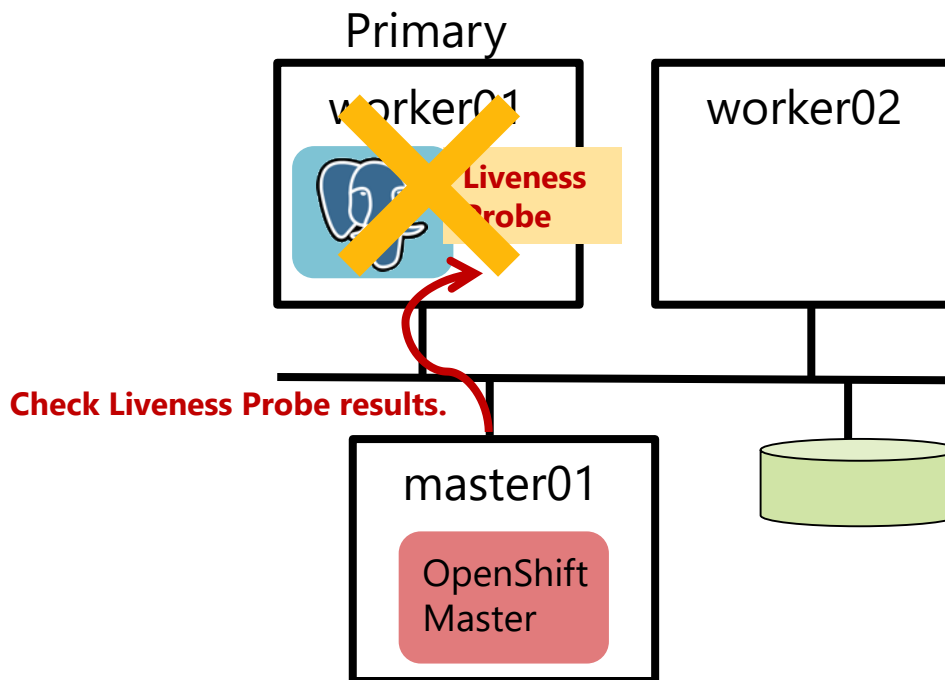 Primary
worker01
worker02
Liveness
Probe
Check Liveness Probe results.
master01
OpenShift
Master